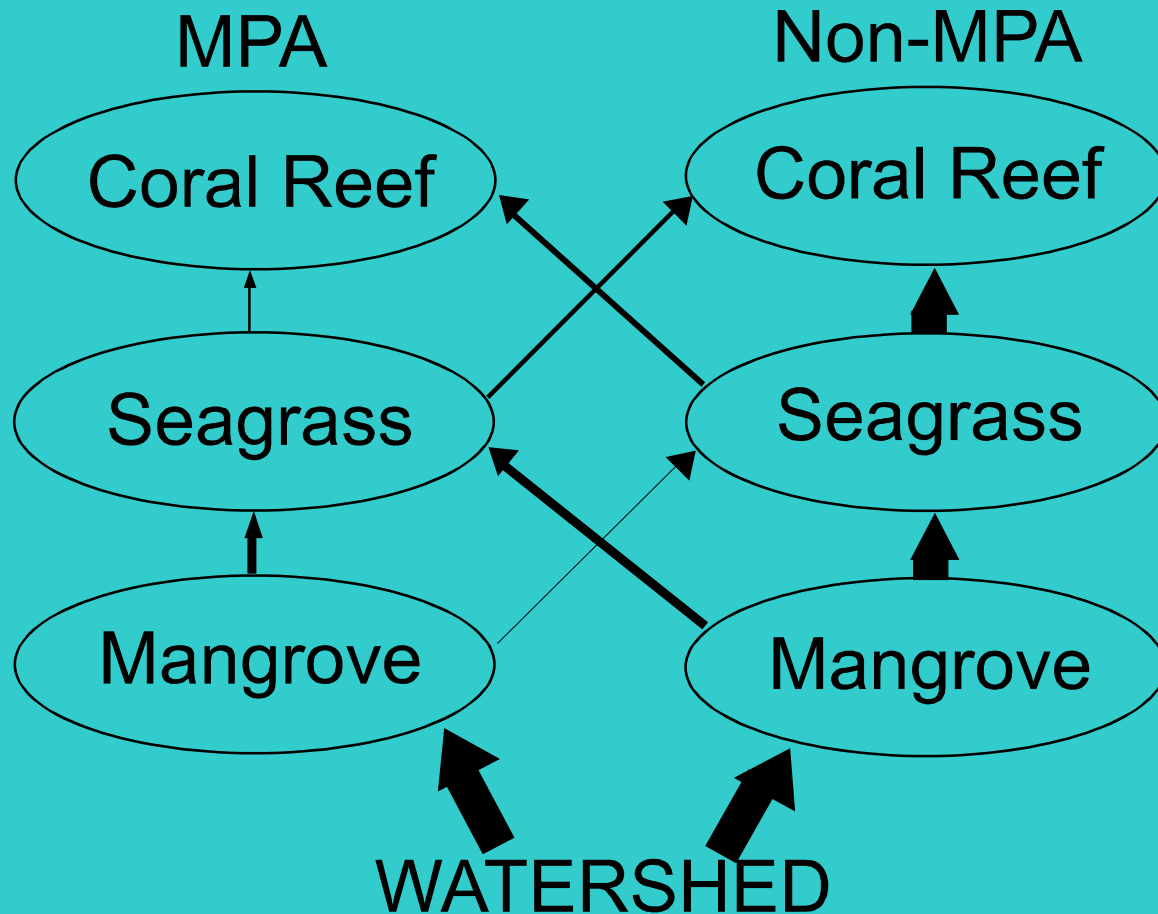 MPA
Non-MPA
Coral Reef
Coral Reef
Seagrass
Seagrass
Mangrove
Mangrove
WATERSHED